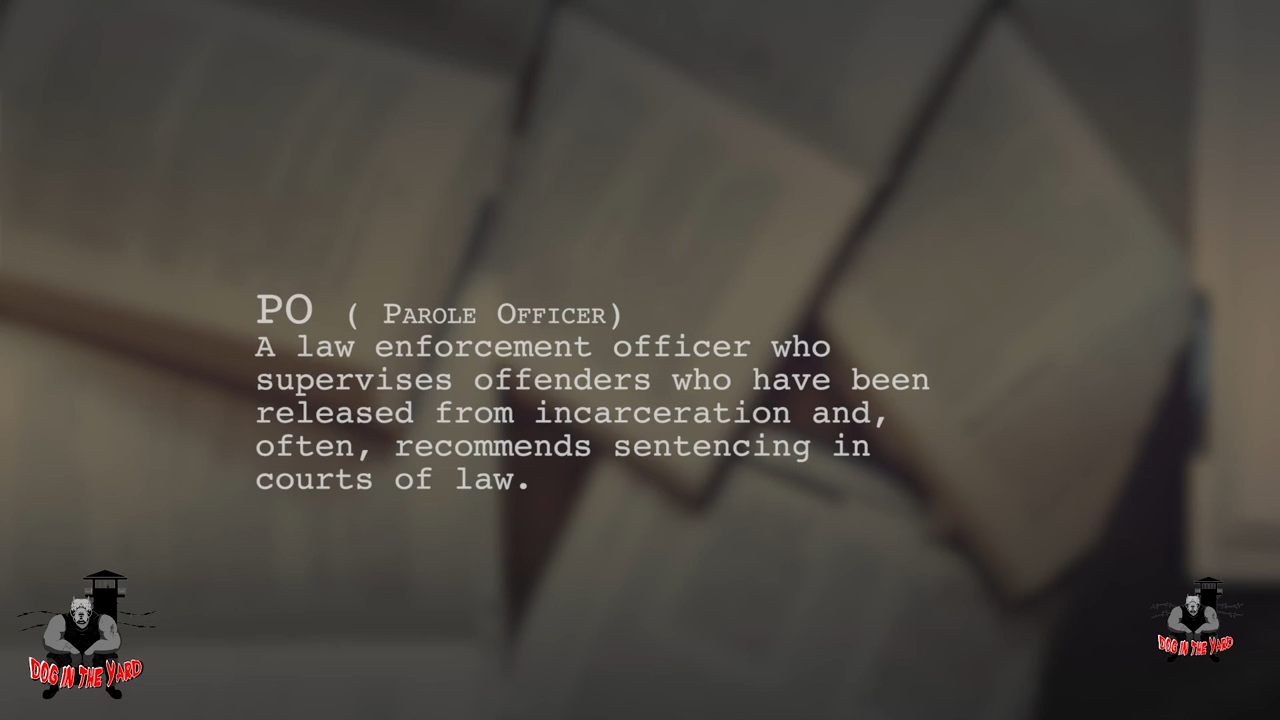 PO ( Parole Officer)
A law enforcement officer who
supervises offenders who have been
released from incarceration and,
often, recommends sentencing in
courts of law.
DOG IN THE YARD
DOG IN THE YARD